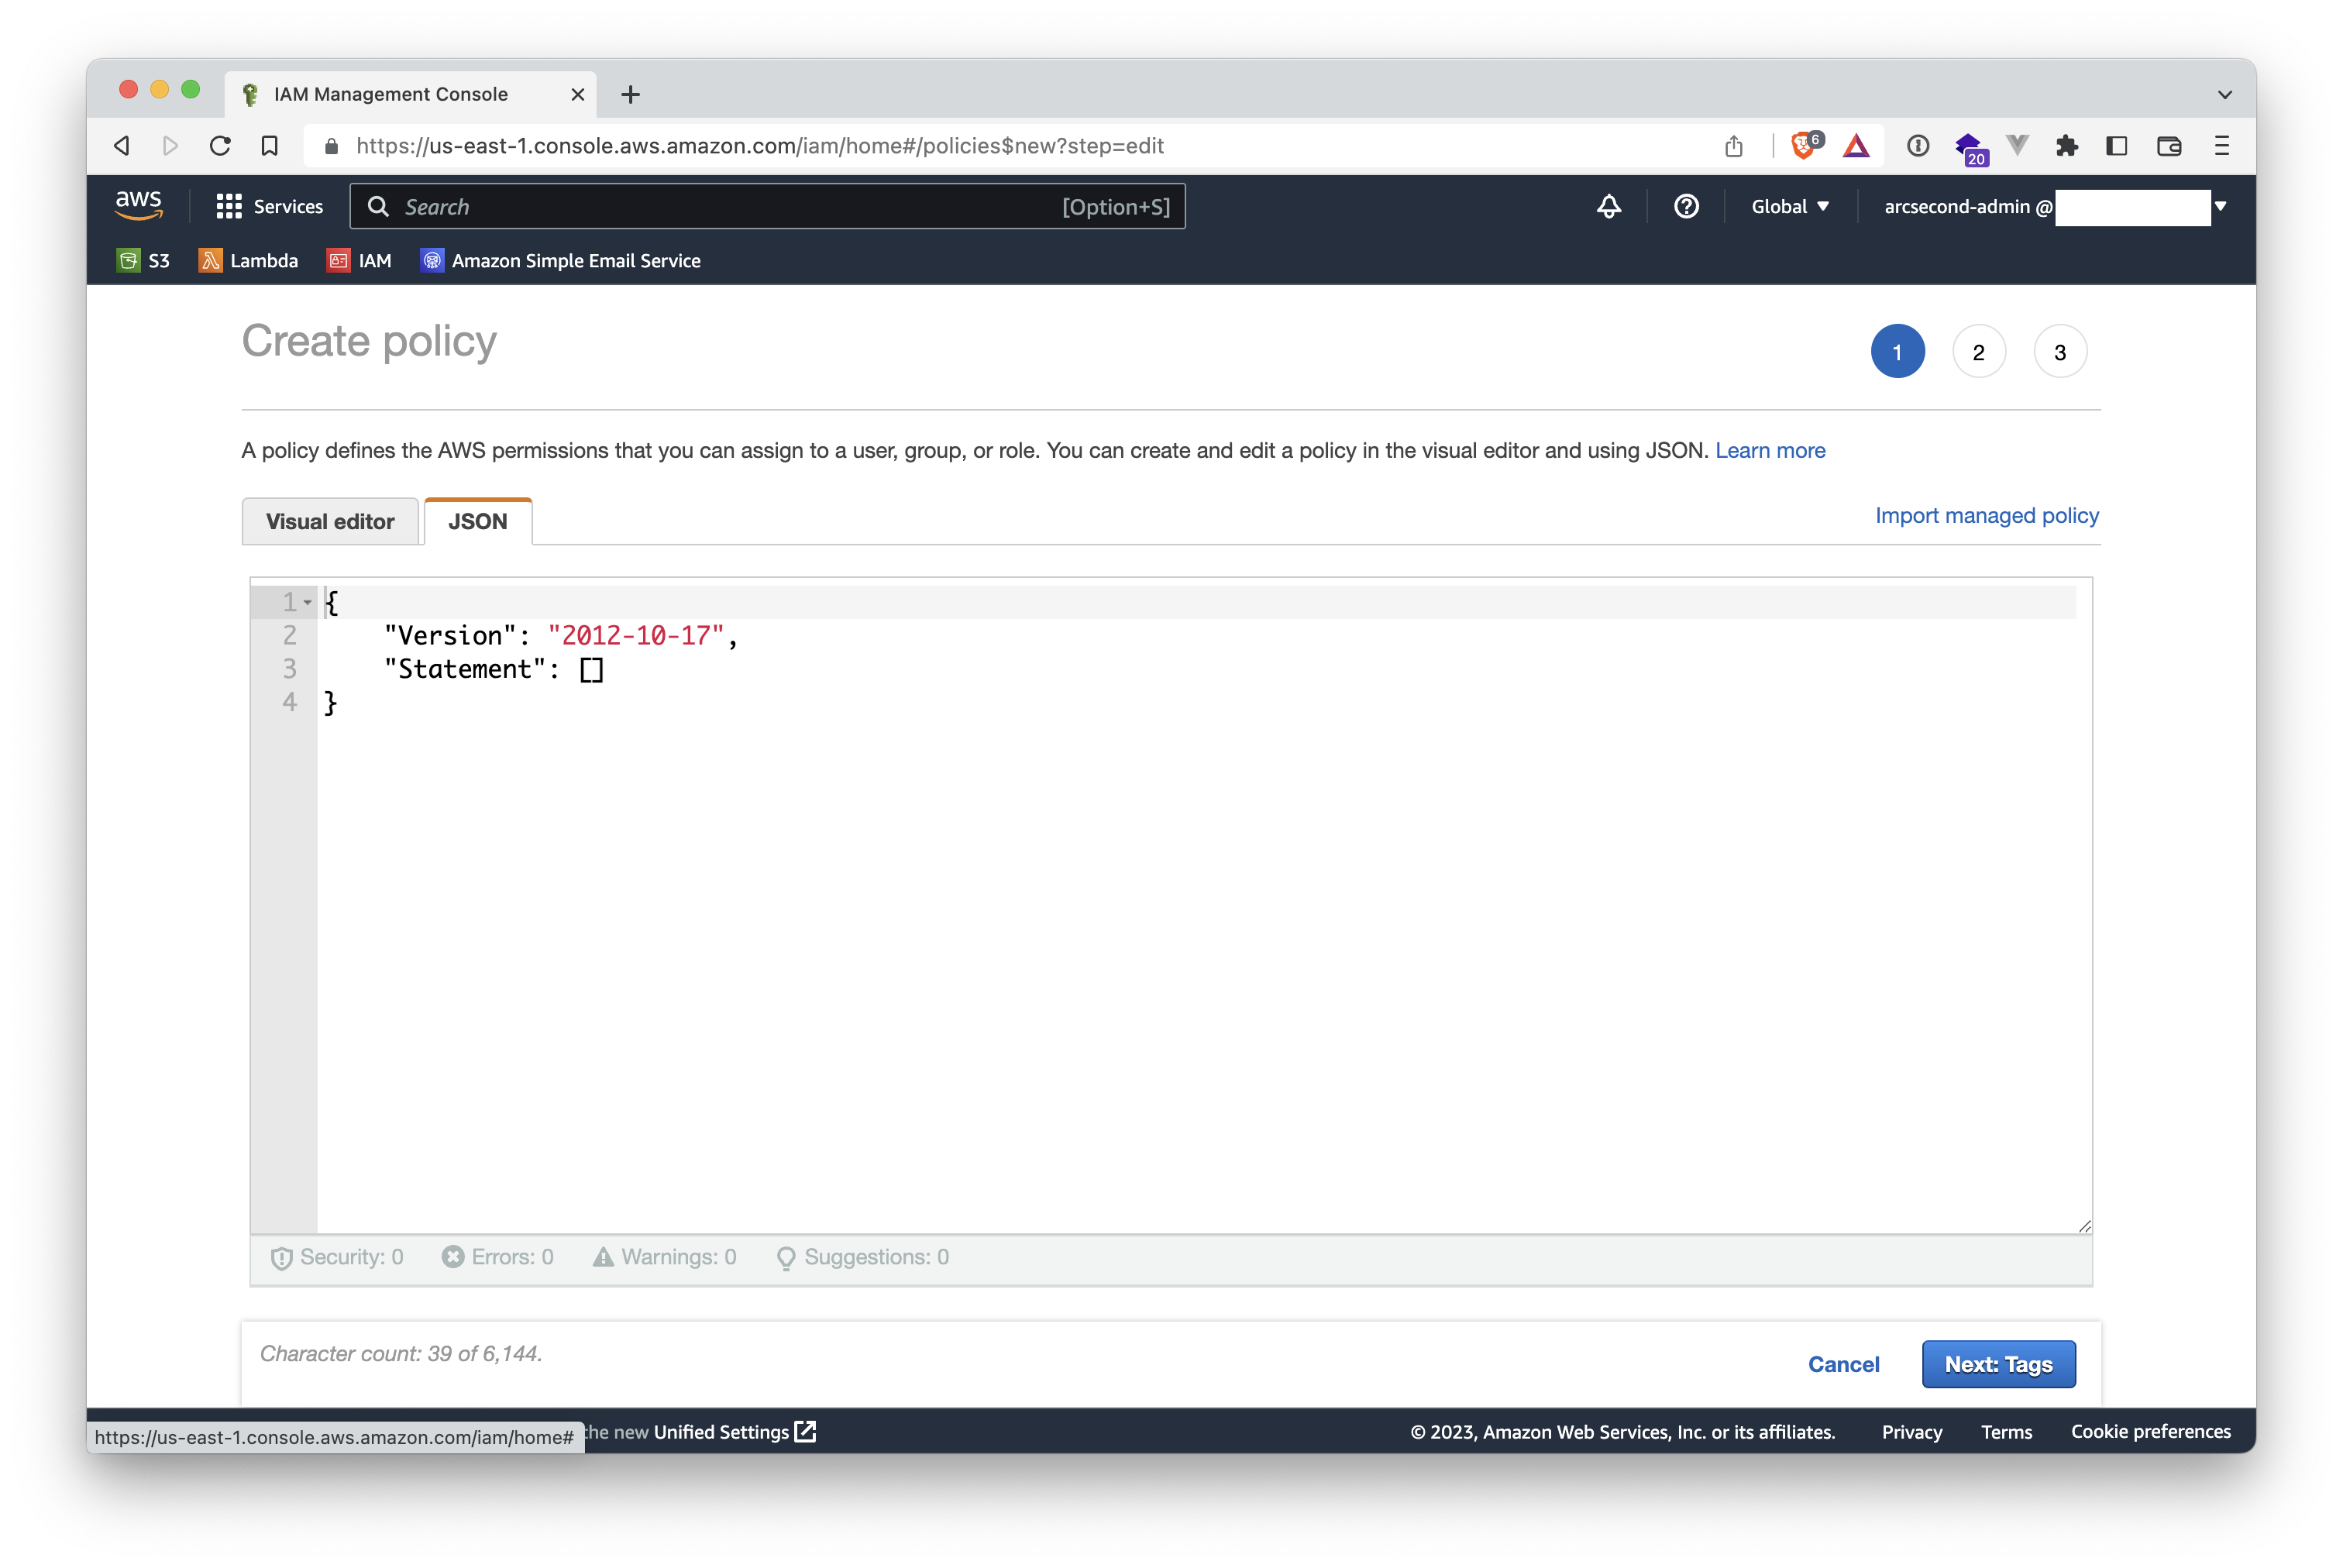 IAM Management Console
https://us-east-1.console.aws.amazon.com/iam/home#/policies$new?step=edit
6
20
aws
Services
Search
[Option+S]
Global
arcsecond-admin @
S3
Lambda
IAM
Amazon Simple Email Service
Create policy
1
2
3
A policy defines the AWS permissions that you can assign to a user, group, or role. You can create and edit a policy in the visual editor and using JSON. Learn more
Visual editor
JSON
Import managed policy
1 {
2 "Version": "2012-10-17",
3 "Statement": []
4 }
Security: 0
Errors: 0
Warnings: 0
Suggestions: 0
Character count: 39 of 6,144.
Cancel
Next: Tags
https://us-east-1.console.aws.amazon.com/iam/home#
the new Unified Settings
© 2023, Amazon Web Services, Inc. or its affiliates.
Privacy
Terms
Cookie preferences